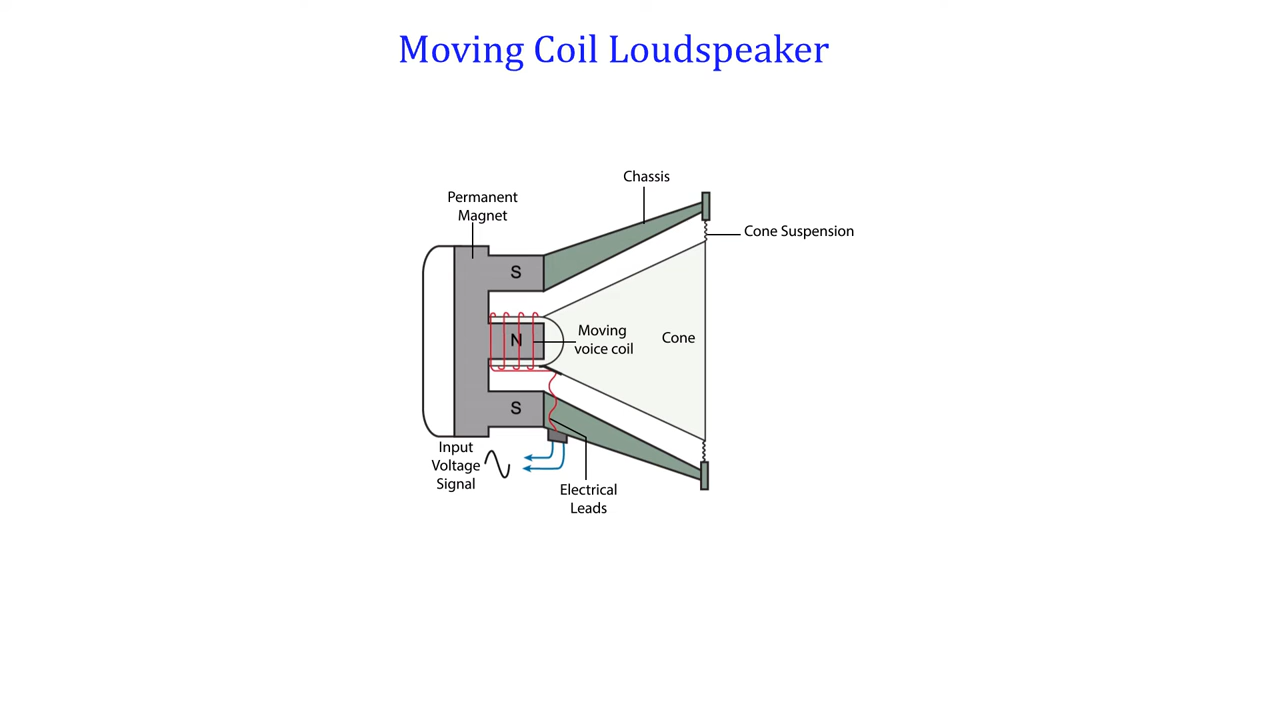 Moving Coil Loudspeaker
Chassis
Permanent
Magnet
Cone Suspension
S
N
Moving
voice coil
Cone
S
Input
Voltage
Signal
Electrical
Leads